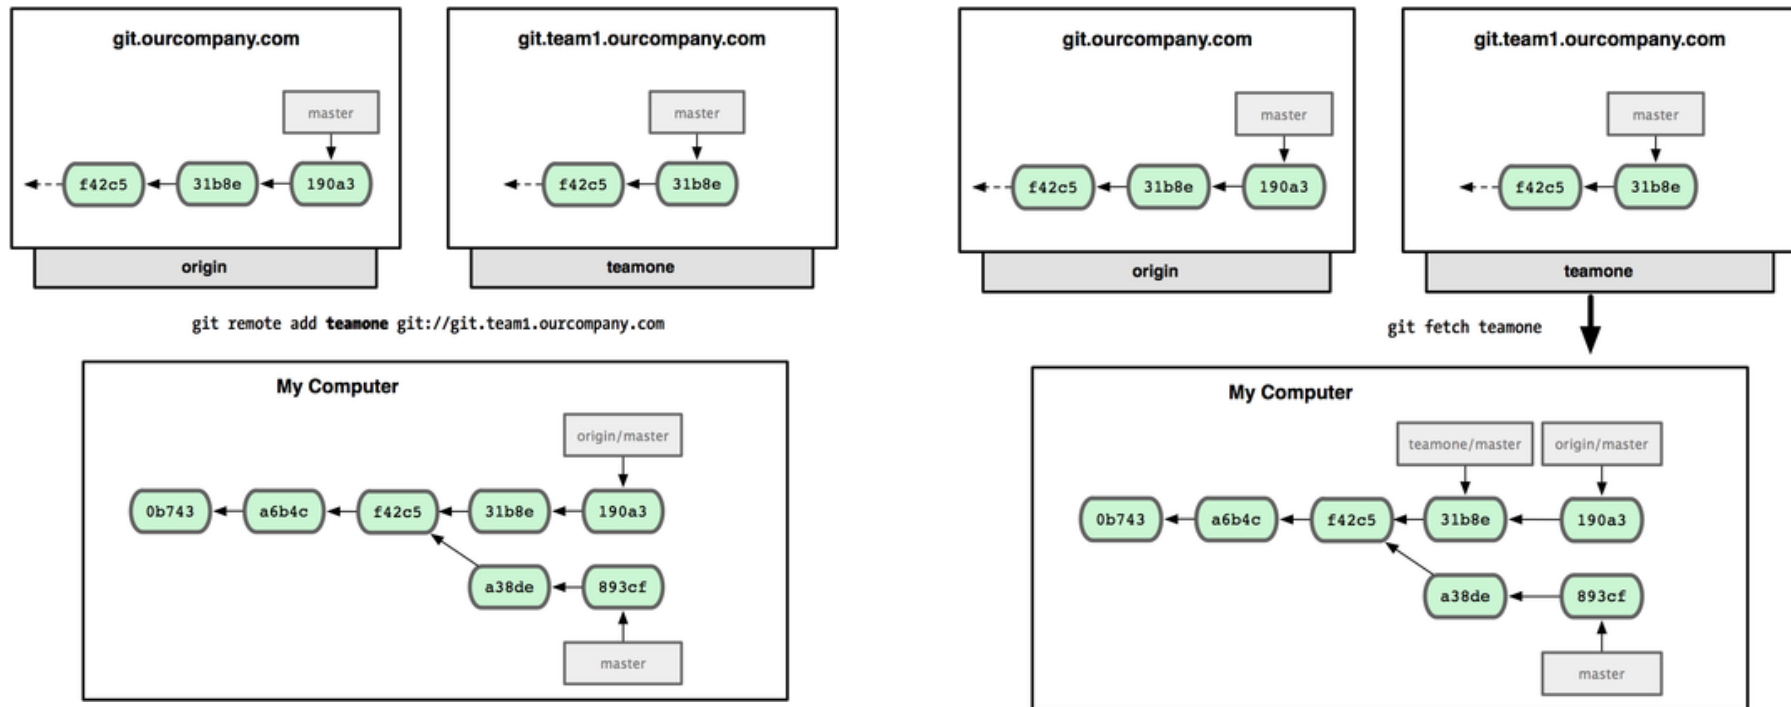 git.ourcompany.com
master
f42c5 31b8e 190a3
origin
git.team1.ourcompany.com
master
f42c5 31b8e
teamone
git remote add teamone git://git.team1.ourcompany.com
My Computer
origin/master
0b743 a6b4c f42c5 31b8e 190a3
a38de 893cf
master
git.ourcompany.com
master
f42c5 31b8e 190a3
origin
git.team1.ourcompany.com
master
f42c5 31b8e
teamone
git fetch teamone
My Computer
teamone/master origin/master
0b743 a6b4c f42c5 31b8e 190a3
a38de 893cf
master